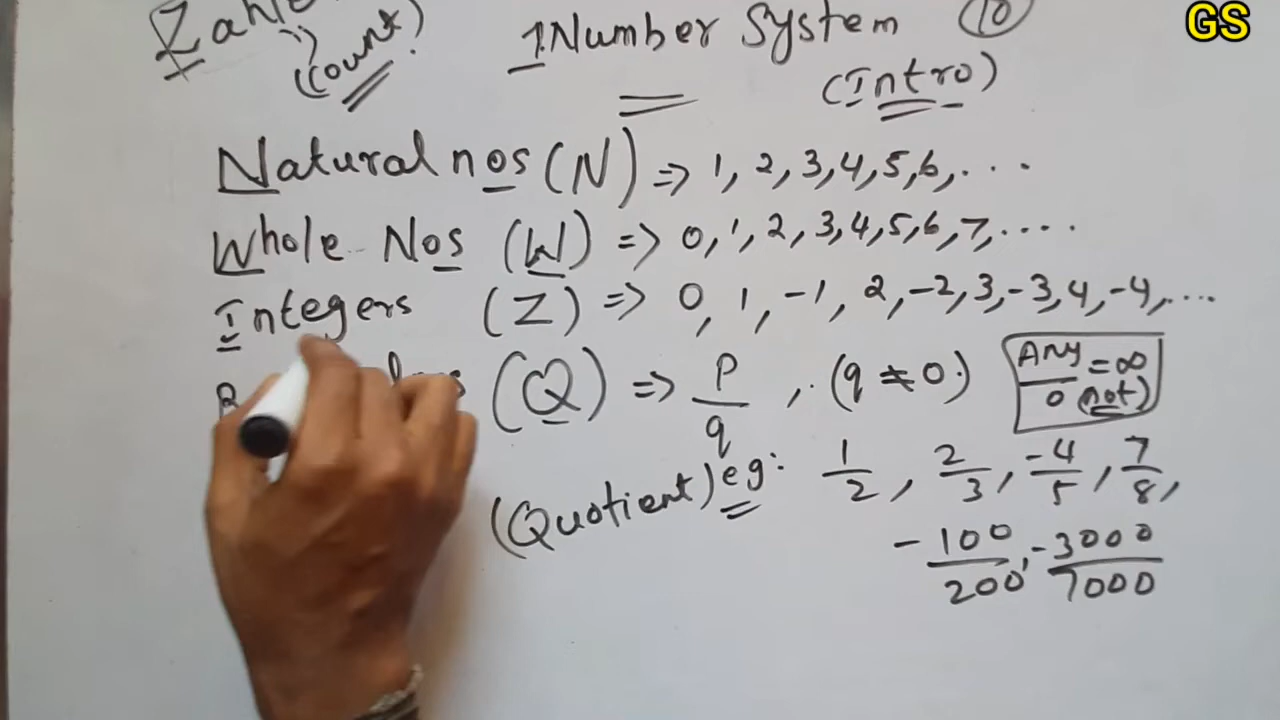 GS
(Count?
1. Number System 10
(Intro)
Natural nos (N) => 1, 2, 3, 4, 5, 6, ...
Whole Nos (W) => 0, 1, 2, 3, 4, 5, 6, 7, ....
Integers (Z) => 0, 1, -1, 2, -2, 3, -3, 4, -4, ....
(Q) => p/q, (q ≠ 0) Any/0 = ∞ (not)
(Quotient) eg: 1/2, 2/3, -4/5, 7/8,
-100/200, -3000/7000